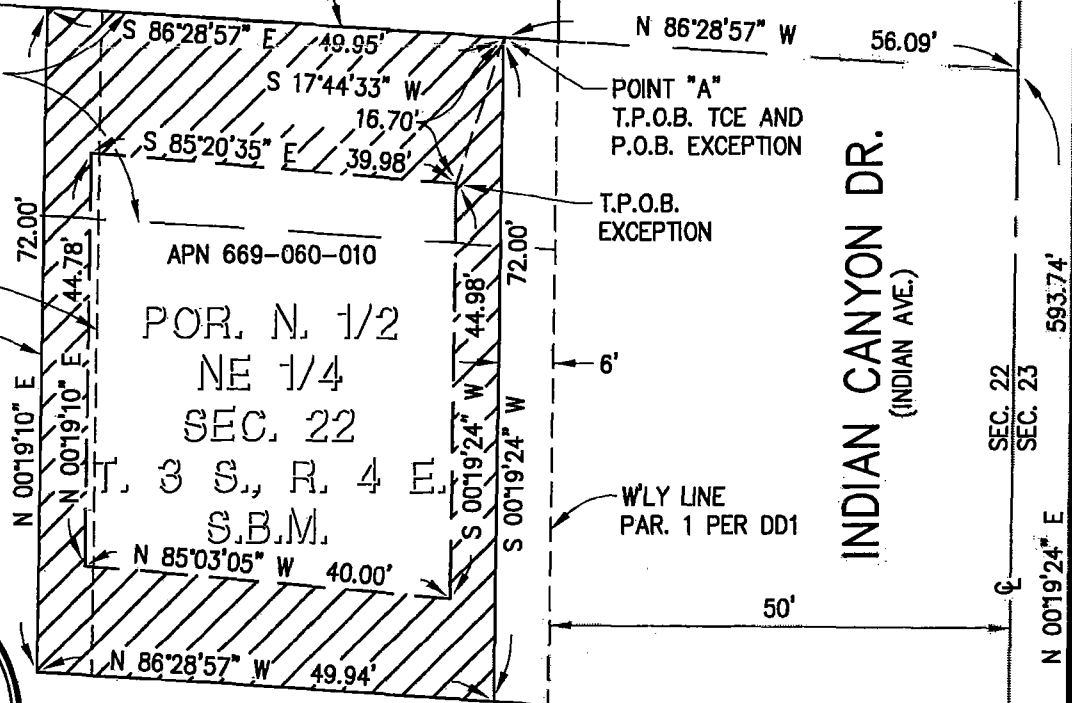 S 86°28'57" E 49.95'
N 86°28'57" W 56.09'
S 17°44'33" W
16.70'
POINT "A"
T.P.O.B. TCE AND
P.O.B. EXCEPTION
S 85°20'35" E 39.98'
T.P.O.B.
EXCEPTION
72.00'
N 00°19'10" E
44.78'
N 00°19'10" E
APN 669-060-010
POR. N. 1/2
NE 1/4
SEC. 22
T. 3 S., R. 4 E.
S.B.M.
44.98'
S 00°19'24" W
72.00'
S 00°19'24" W
6'
W'LY LINE
PAR. 1 PER DD1
INDIAN CANYON DR.
(INDIAN AVE.)
SEC. 22
SEC. 23
593.74'
N 00°19'24" E
CL
50'
N 85°03'05" W 40.00'
N 86°28'57" W 49.94'